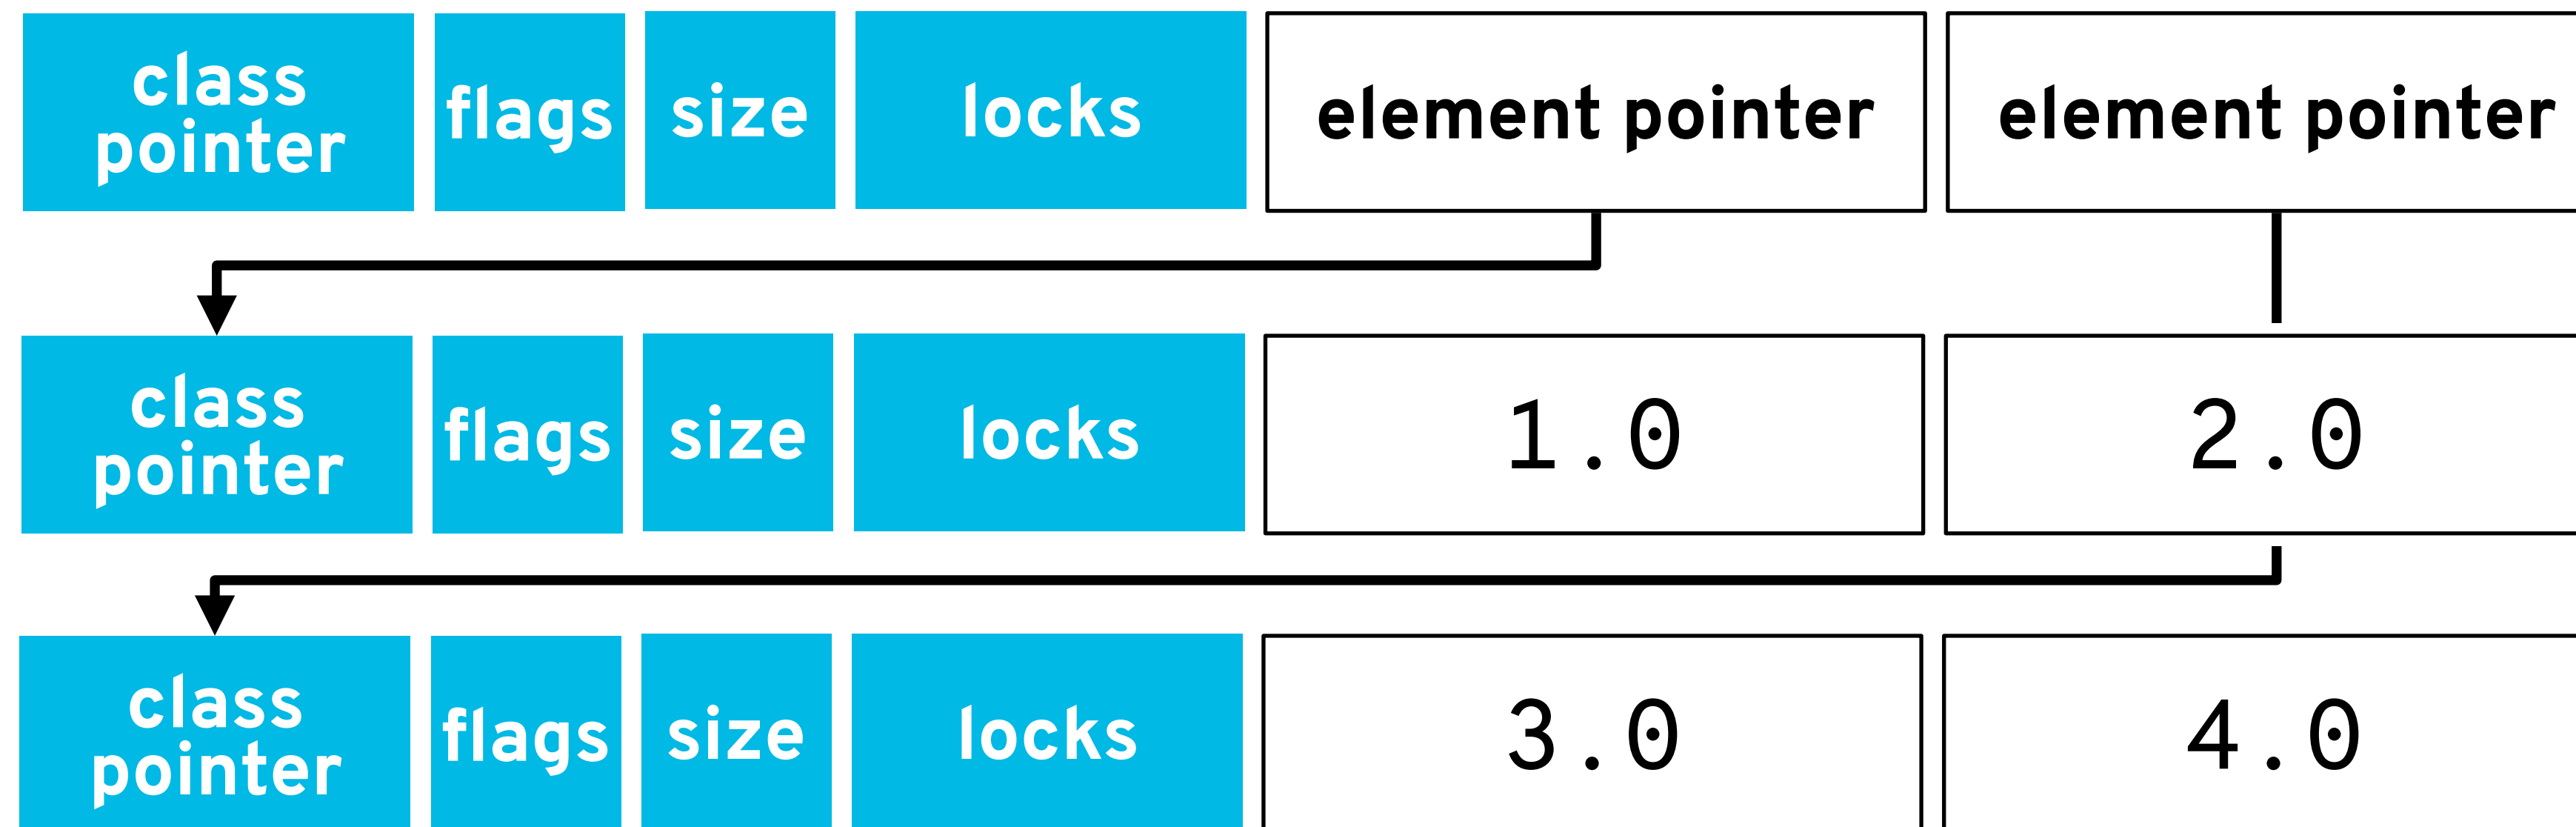 class
pointer
flags
size
locks
element pointer
element pointer
class
pointer
flags
size
locks
1.0
2.0
class
pointer
flags
size
locks
3.0
4.0